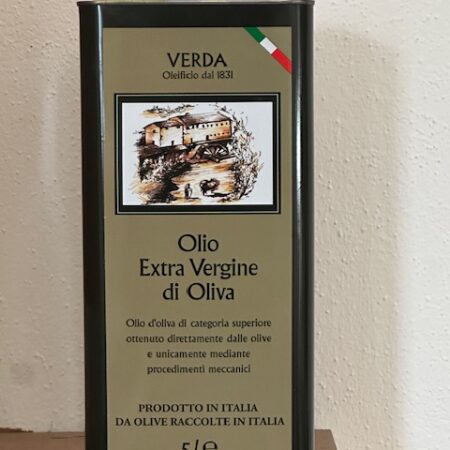 VERDA
Oleificio dal 1831
Olio
Extra Vergine
di Oliva
Olio d'oliva di categoria superiore
ottenuto direttamente dalle olive
e unicamente mediante
procedimenti meccanici
PRODOTTO IN ITALIA
DA OLIVE RACCOLTE IN ITALIA
5 l ℮